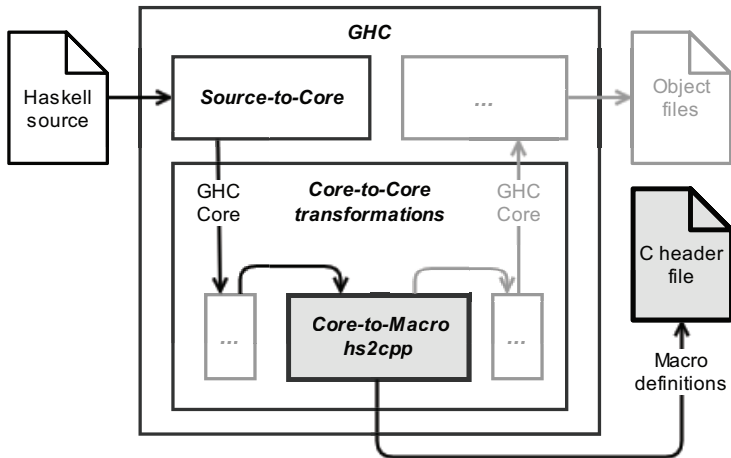 GHC
Haskell
source
Source-to-Core
...
Object
files
GHC
Core
Core-to-Core
transformations
GHC
Core
C header
file
...
Core-to-Macro
hs2cpp
...
Macro
definitions